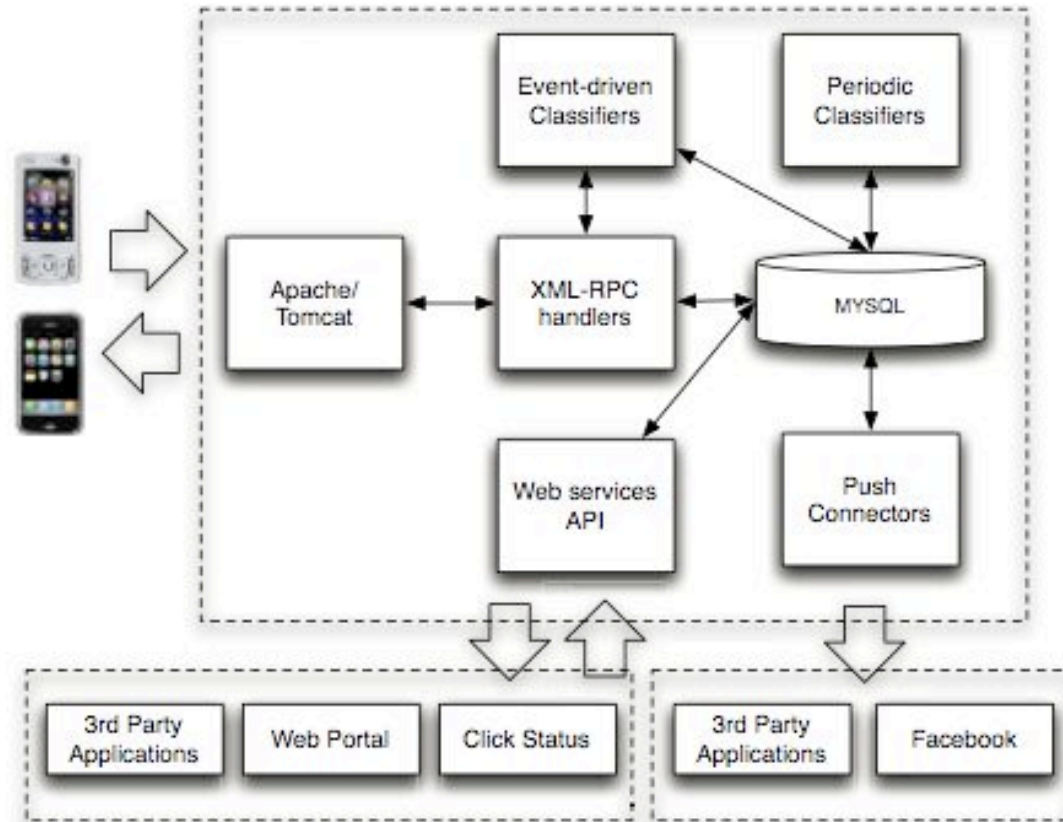 Event-driven
Classifiers
Periodic
Classifiers
Apache/
Tomcat
XML-RPC
handlers
MYSQL
Web services
API
Push
Connectors
3rd Party
Applications
Web Portal
Click Status
3rd Party
Applications
Facebook